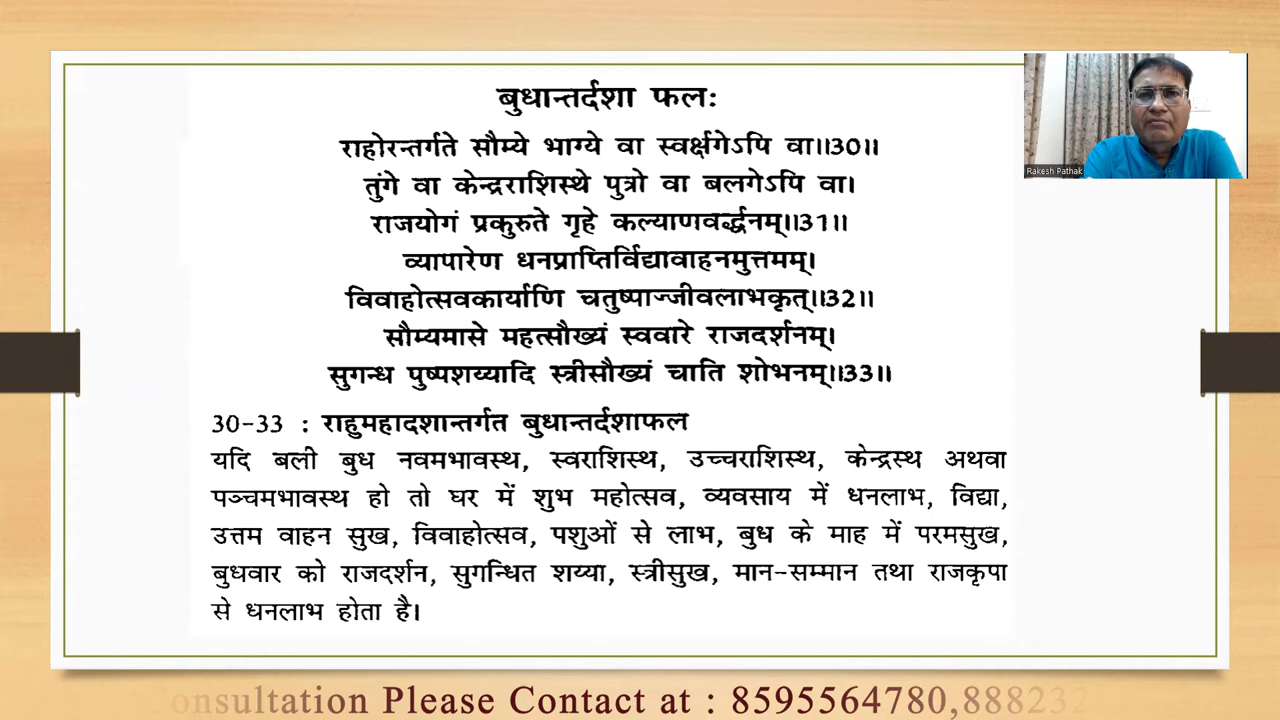 बुधान्तर्दशा फल:
राहोरन्तर्गते सौम्ये भाग्ये वा स्वर्क्षगेऽपि वा।।30।।
तुंगे वा केन्द्रराशिस्थे पुत्रो वा बलगेऽपि वा।
राजयोगं प्रकुरुते गृहे कल्याणवर्द्धनम्।।31।।
व्यापारेण धनप्राप्तिर्विद्यावाहनमुत्तमम्।
विवाहोत्सवकार्याणि चतुष्पाज्जीवलाभकृत्।।32।।
सौम्यमासे महत्सौख्यं स्ववारे राजदर्शनम्।
सुगन्ध पुष्पशय्यादि स्त्रीसौख्यं चाति शोभनम्।।33।।
30-33 : राहुमहादशान्तर्गत बुधान्तर्दशाफल
यदि बली बुध नवमभावस्थ, स्वराशिस्थ, उच्चराशिस्थ, केन्द्रस्थ अथवा
पञ्चमभावस्थ हो तो घर में शुभ महोत्सव, व्यवसाय में धनलाभ, विद्या,
उत्तम वाहन सुख, विवाहोत्सव, पशुओं से लाभ, बुध के माह में परमसुख,
बुधवार को राजदर्शन, सुगन्धित शय्या, स्त्रीसुख, मान-सम्मान तथा राजकृपा
से धनलाभ होता है।
Rakesh Pathak
onsultation Please Contact at : 8595564780,88823